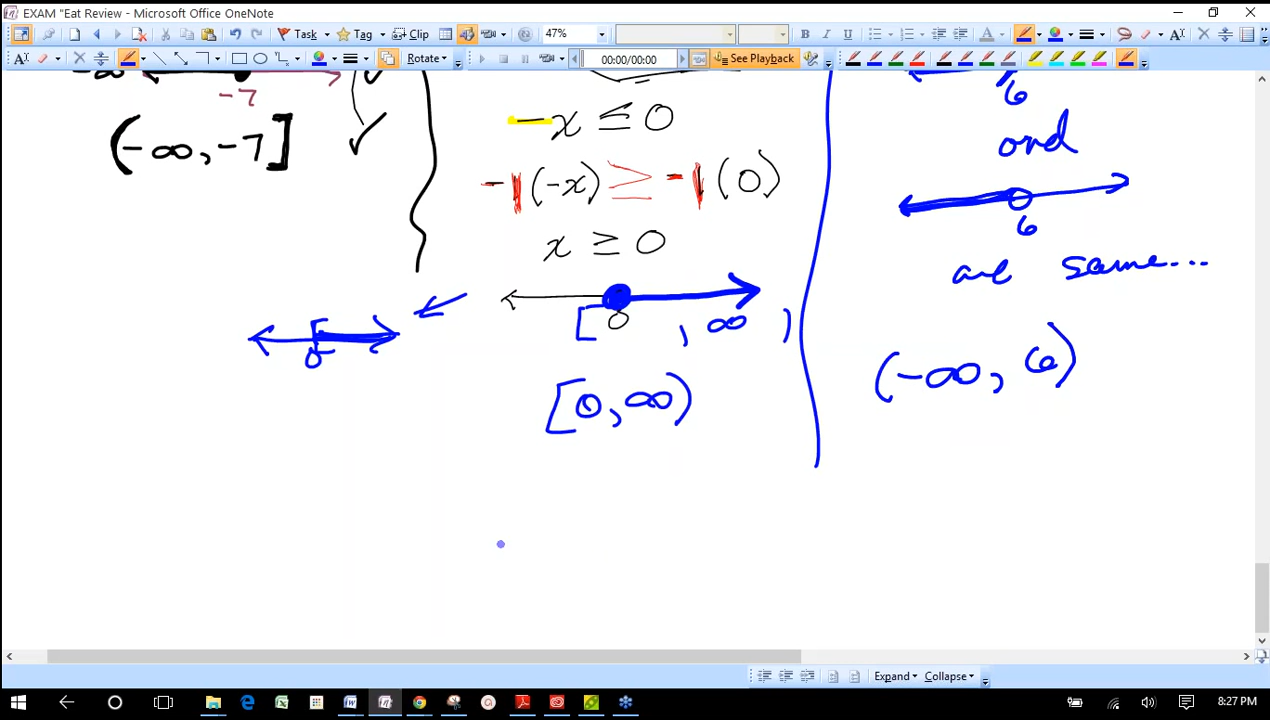 EXAM "Eat Review - Microsoft Office OneNote
Task
Tag
Clip
47%
B I U
A
Rotate
00:00/00:00
See Playback
-∞
-7
(-∞, -7]
-x ≤ 0
-1(-x) ≥ -1(0)
x ≥ 0
0
[ , ∞ )
[0, ∞)
0
6
and
6
are same...
(-∞, 6)
Expand
Collapse
8:27 PM